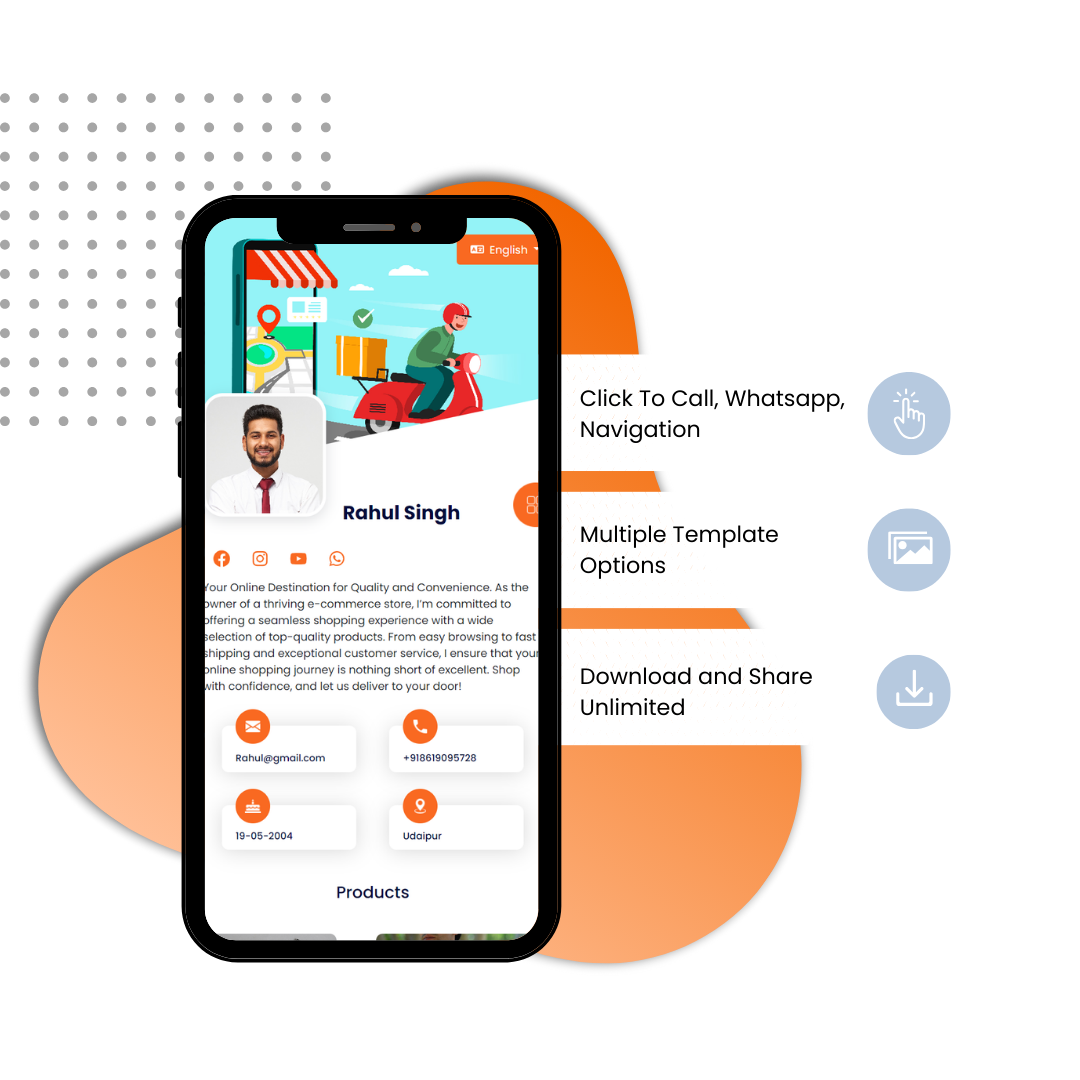 English
Rahul Singh
Your Online Destination for Quality and Convenience. As the
owner of a thriving e-commerce store, I'm committed to
offering a seamless shopping experience with a wide
selection of top-quality products. From easy browsing to fast
shipping and exceptional customer service, I ensure that your
online shopping journey is nothing short of excellent. Shop
with confidence, and let us deliver to your door!
Rahul@gmail.com
+918619095728
19-05-2004
Udaipur
Products
Click To Call, Whatsapp,
Navigation
Multiple Template
Options
Download and Share
Unlimited